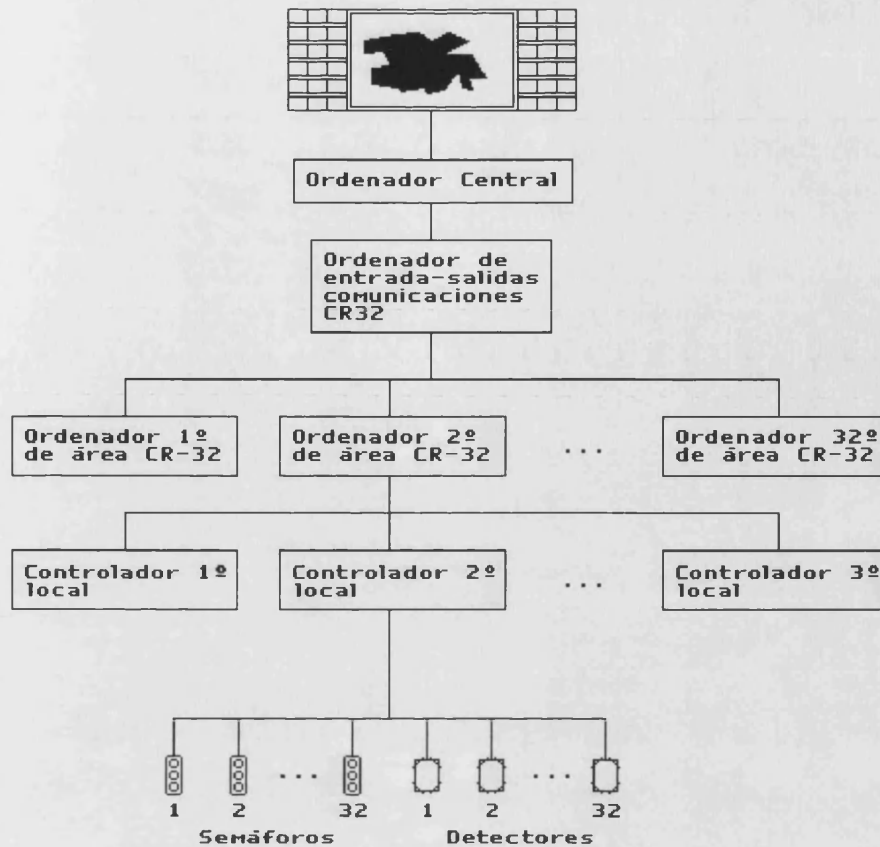 Ordenador Central
Ordenador de
entrada-salidas
comunicaciones
CR32
Ordenador 1º
de área CR-32
Ordenador 2º
de área CR-32
...
Ordenador 32º
de área CR-32
Controlador 1º
local
Controlador 2º
local
...
Controlador 3º
local
1 2 ... 32 1 2 ... 32
Semáforos Detectores